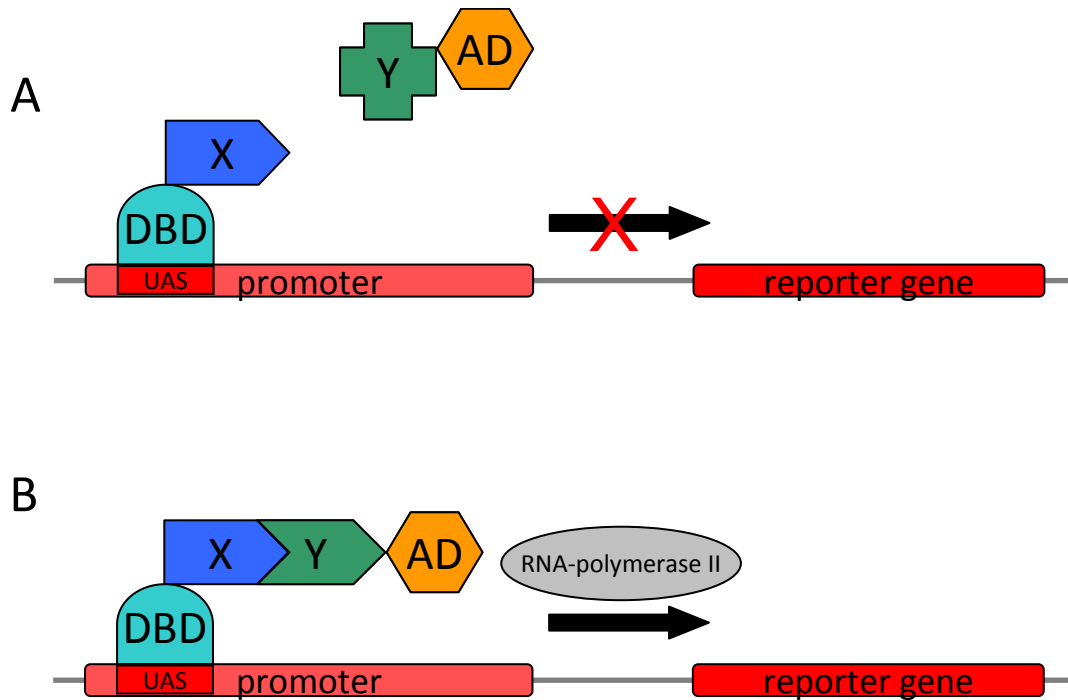 A
Y
AD
X
DBD
X
UAS
promoter
reporter gene
B
X
Y
AD
RNA-polymerase II
DBD
UAS
promoter
reporter gene